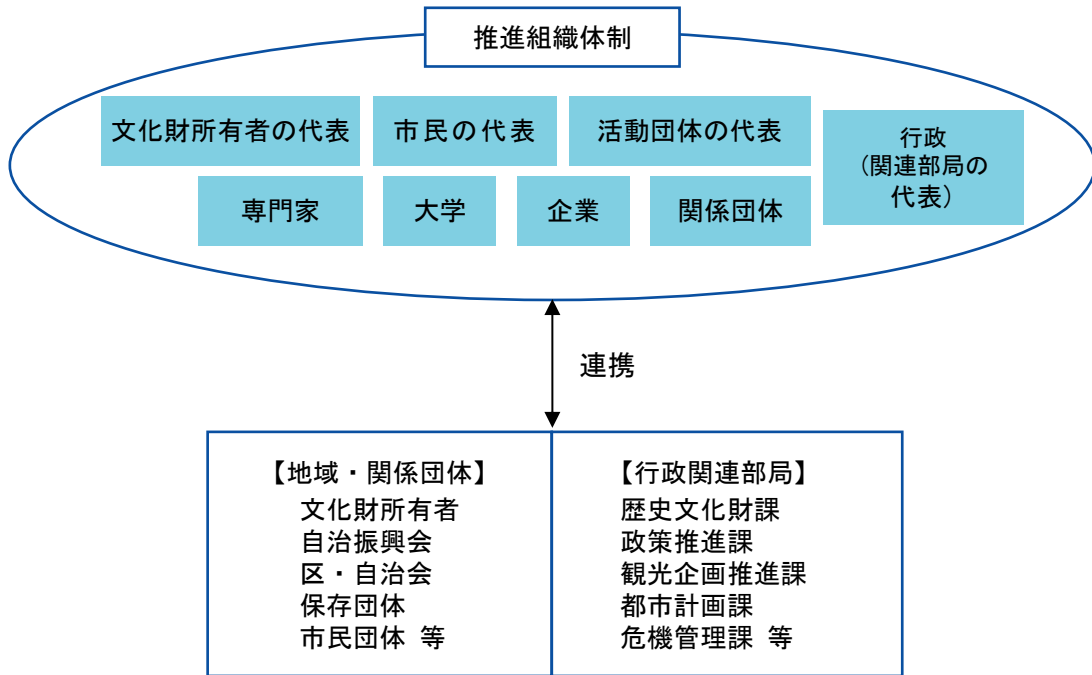 推進組織体制
文化財所有者の代表
市民の代表
活動団体の代表
行政
（関連部局の
代表）
専門家
大学
企業
関係団体
連携
【地域・関係団体】
文化財所有者
自治振興会
区・自治会
保存団体
市民団体 等
【行政関連部局】
歴史文化財課
政策推進課
観光企画推進課
都市計画課
危機管理課 等